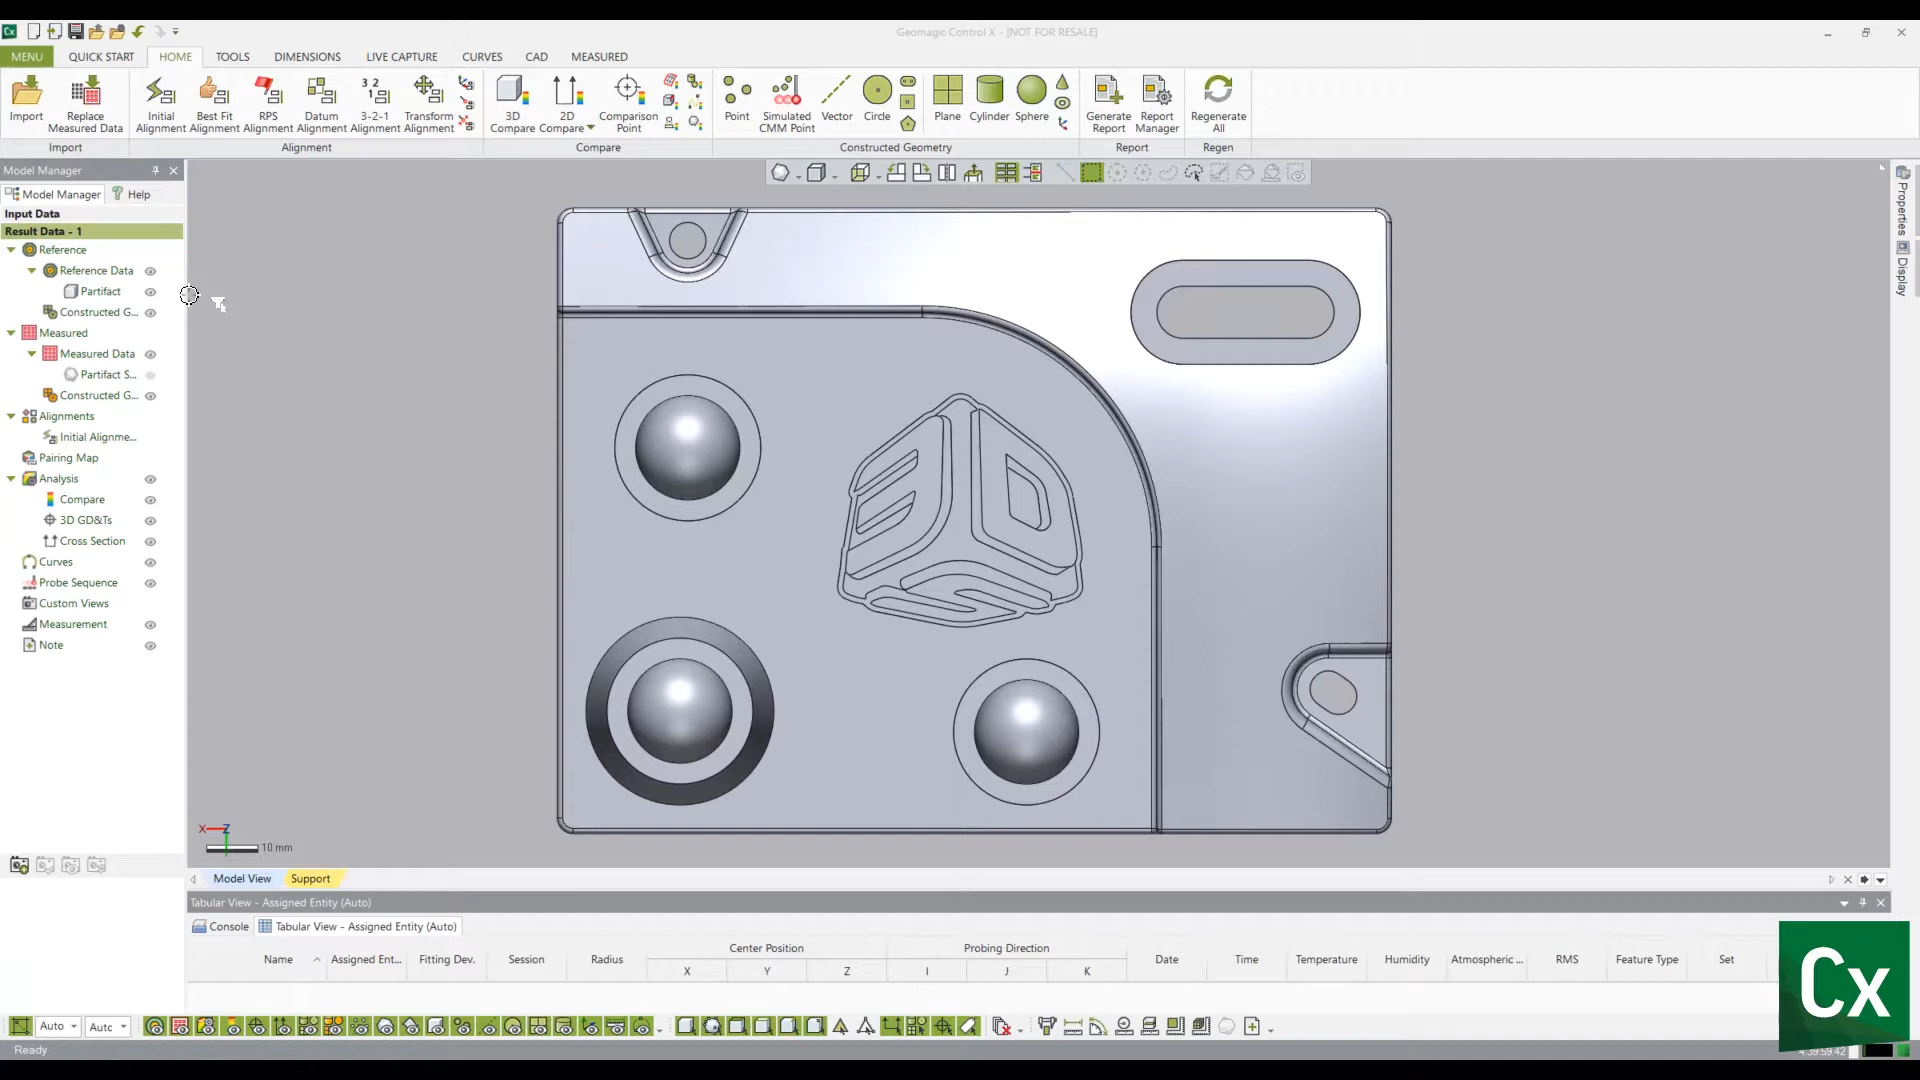 Cx
Geomagic Control X - [NOT FOR RESALE]
MENU QUICK START HOME TOOLS DIMENSIONS LIVE CAPTURE CURVES CAD MEASURED
Import Replace Measured Data Initial Alignment Best Fit Alignment RPS Alignment Datum Alignment 3-2-1 Alignment Transform Alignment 3D Compare 2D Compare Comparison Point Point Simulated CMM Point Vector Circle Plane Cylinder Sphere Generate Report Report Manager Regenerate All
Import Alignment Compare Constructed Geometry Report Regen
Model Manager
Model Manager Help
Input Data
Result Data - 1
Reference
Reference Data
Partifact
Constructed G...
Measured
Measured Data
Partifact S...
Constructed G...
Alignments
Initial Alignme...
Pairing Map
Analysis
Compare
3D GD&Ts
Cross Section
Curves
Probe Sequence
Custom Views
Measurement
Note
Properties
Display
X Z
10 mm
Model View Support
Tabular View - Assigned Entity (Auto)
Console Tabular View - Assigned Entity (Auto)
Name Assigned Ent... Fitting Dev. Session Radius Center Position X Y Z Probing Direction I J K Date Time Temperature Humidity Atmospheric ... RMS Feature Type Set
Auto Autc
Ready
Cx